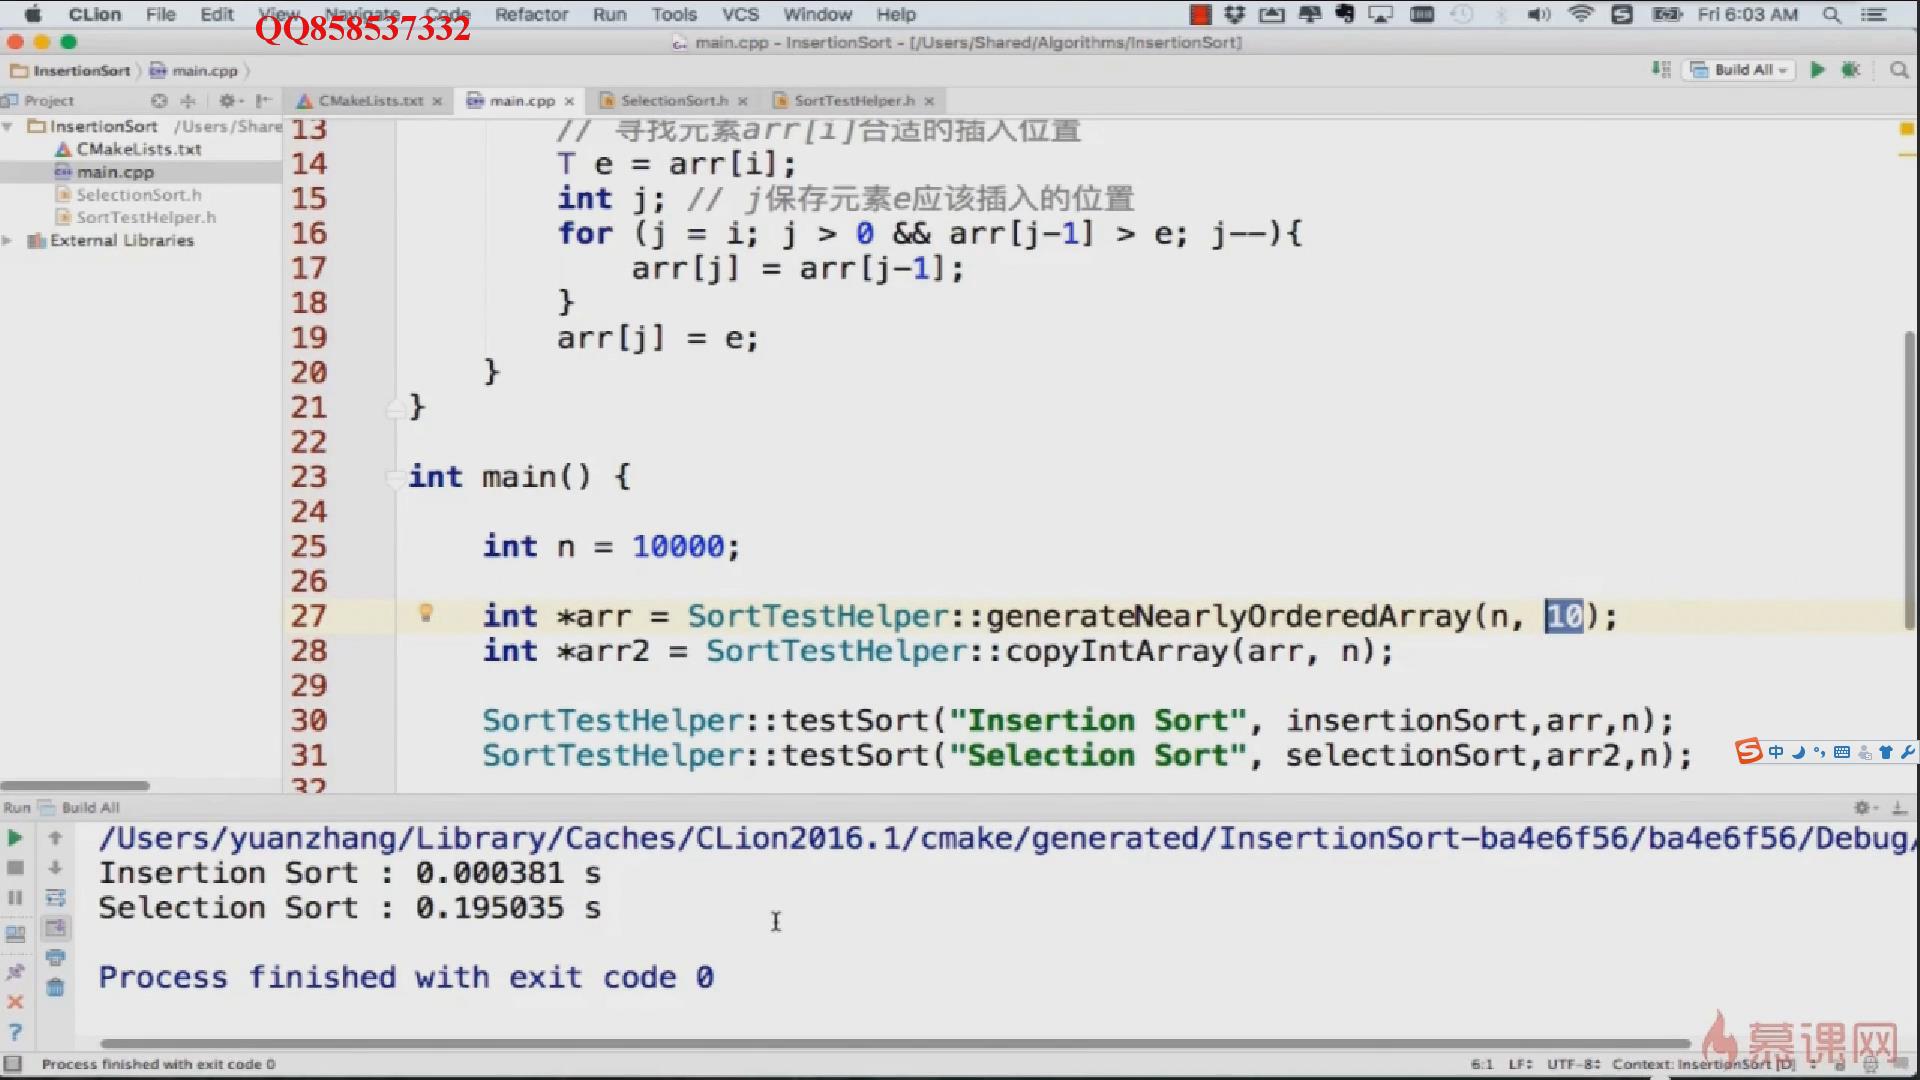 CLion File Edit View Navigate Code Refactor Run Tools VCS Window Help Fri 6:03 AM
QQ858537332
main.cpp - InsertionSort - [/Users/Shared/Algorithms/InsertionSort]
InsertionSort main.cpp Build All
Project CMakeLists.txt main.cpp SelectionSort.h SortTestHelper.h
InsertionSort /Users/Share
CMakeLists.txt
main.cpp
SelectionSort.h
SortTestHelper.h
External Libraries
13 // 寻找元素arr[i]合适的插入位置
14 T e = arr[i];
15 int j; // j保存元素e应该插入的位置
16 for (j = i; j > 0 && arr[j-1] > e; j--){
17 arr[j] = arr[j-1];
18 }
19 arr[j] = e;
20 }
21 }
22
23 int main() {
24
25 int n = 10000;
26
27 int *arr = SortTestHelper::generateNearlyOrderedArray(n, 10);
28 int *arr2 = SortTestHelper::copyIntArray(arr, n);
29
30 SortTestHelper::testSort("Insertion Sort", insertionSort,arr,n);
31 SortTestHelper::testSort("Selection Sort", selectionSort,arr2,n);
32
中
Run Build All
/Users/yuanzhang/Library/Caches/CLion2016.1/cmake/generated/InsertionSort-ba4e6f56/ba4e6f56/Debug/
Insertion Sort : 0.000381 s
Selection Sort : 0.195035 s
Process finished with exit code 0
慕课网
Process finished with exit code 0 6:1 LF UTF-8 Context: InsertionSort [D]